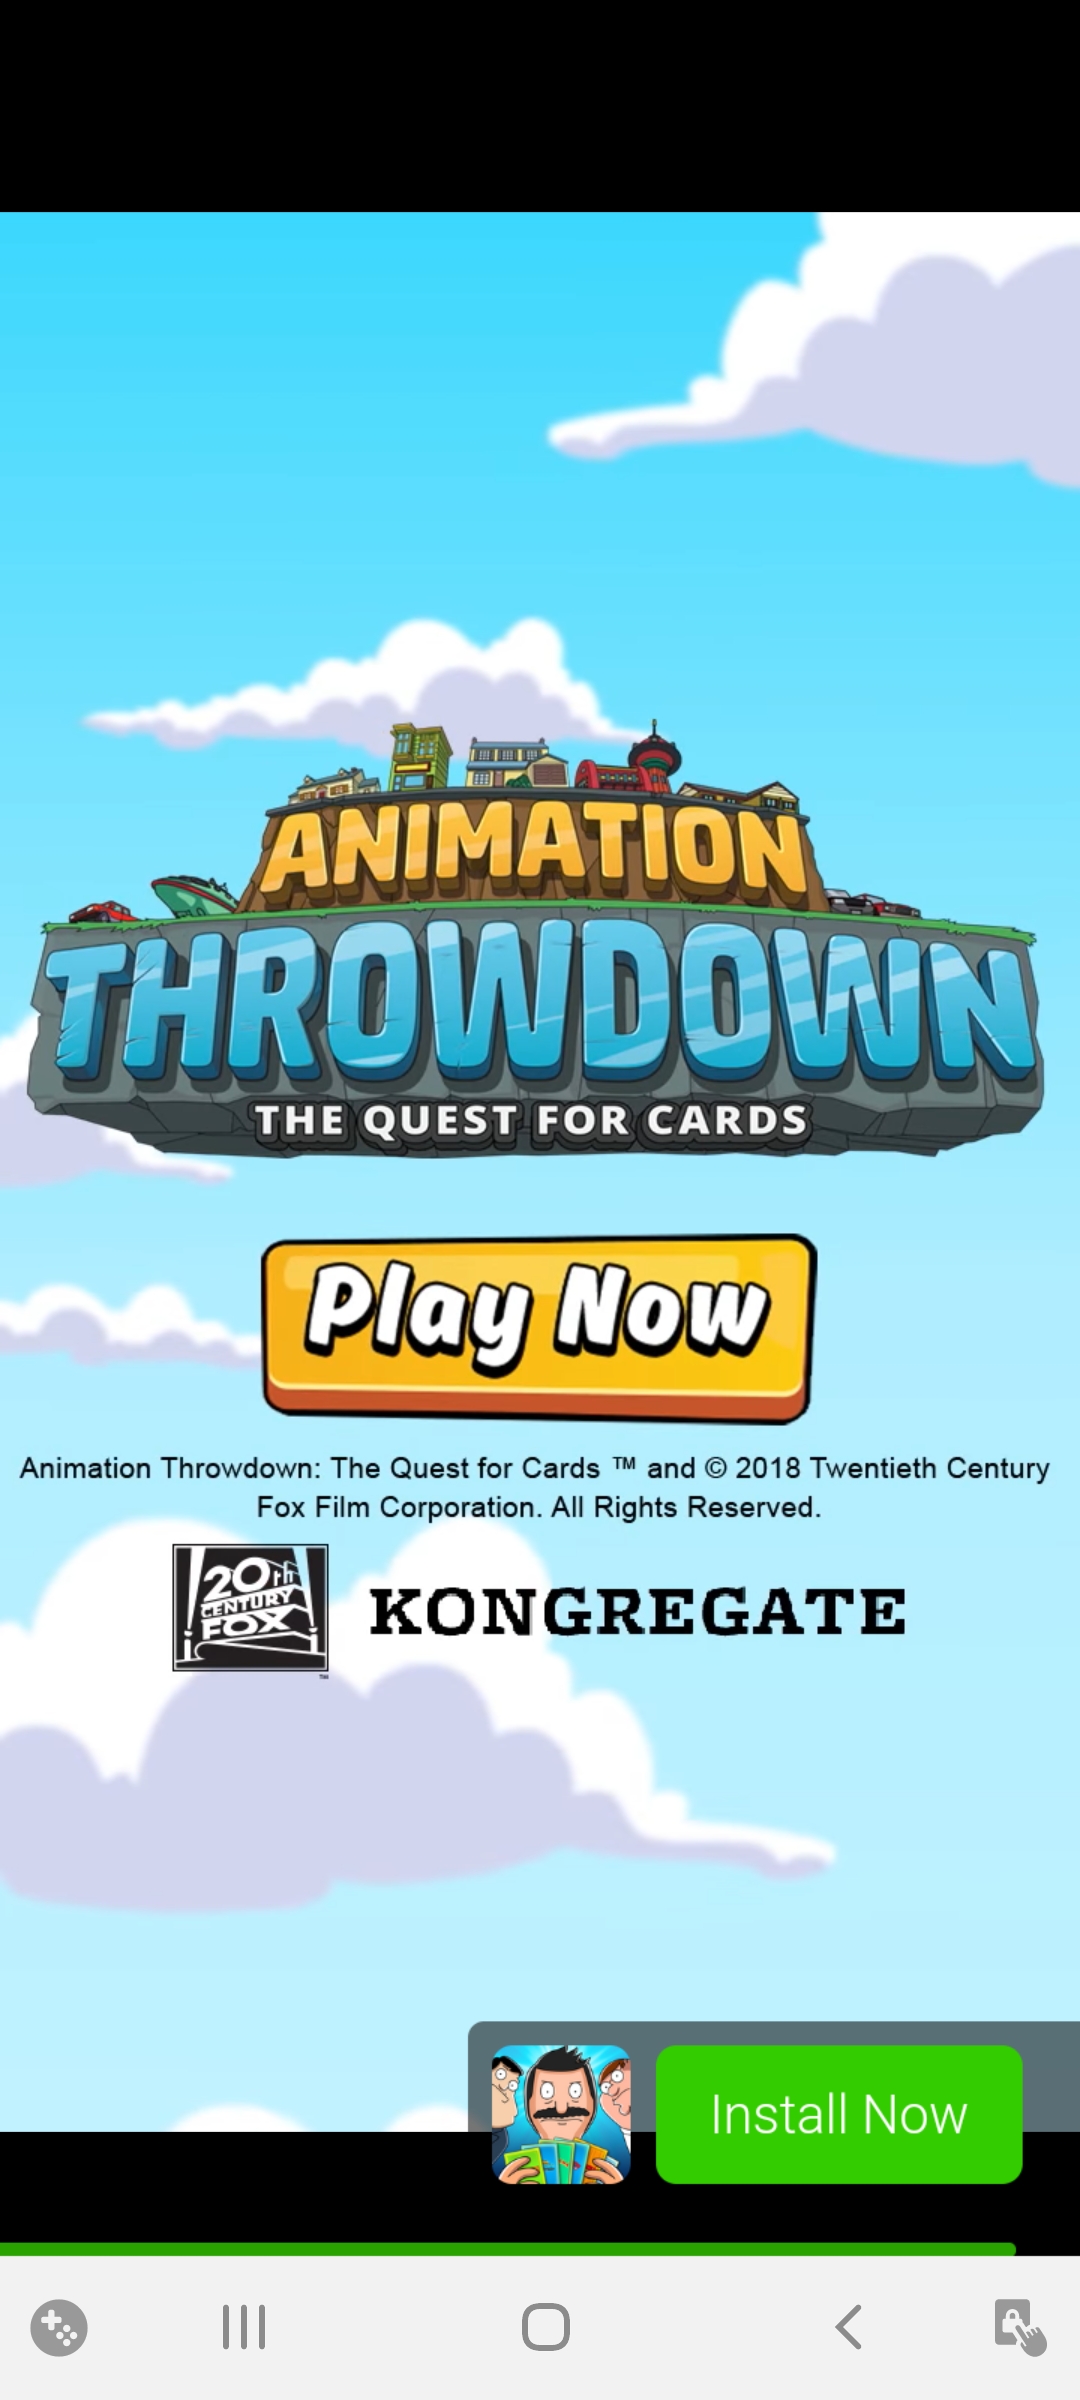 ANIMATION
THROWDOWN
THE QUEST FOR CARDS
Play Now
Animation Throwdown: The Quest for Cards ™ and © 2018 Twentieth Century
Fox Film Corporation. All Rights Reserved.
20th
CENTURY
FOX
TM
KONGREGATE
Install Now